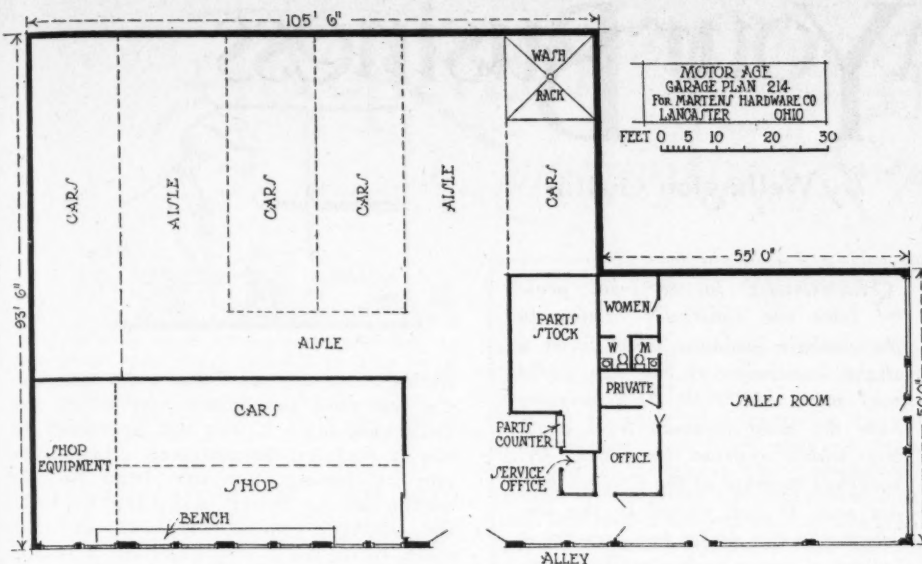 105' 6"
WASH
RACK
MOTOR AGE
GARAGE PLAN 214
FOR MARTENS HARDWARE CO
LANCASTER OHIO
FEET 0 5 10 20 30
93' 6"
CARS
AISLE
CARS
CARS
AISLE
CARS
55' 0"
PARTS
STOCK
WOMEN
W M
PRIVATE
SALES ROOM
AISLE
CARS
PARTS
COUNTER
OFFICE
SERVICE
OFFICE
SHOP
EQUIPMENT
SHOP
BENCH
ALLEY